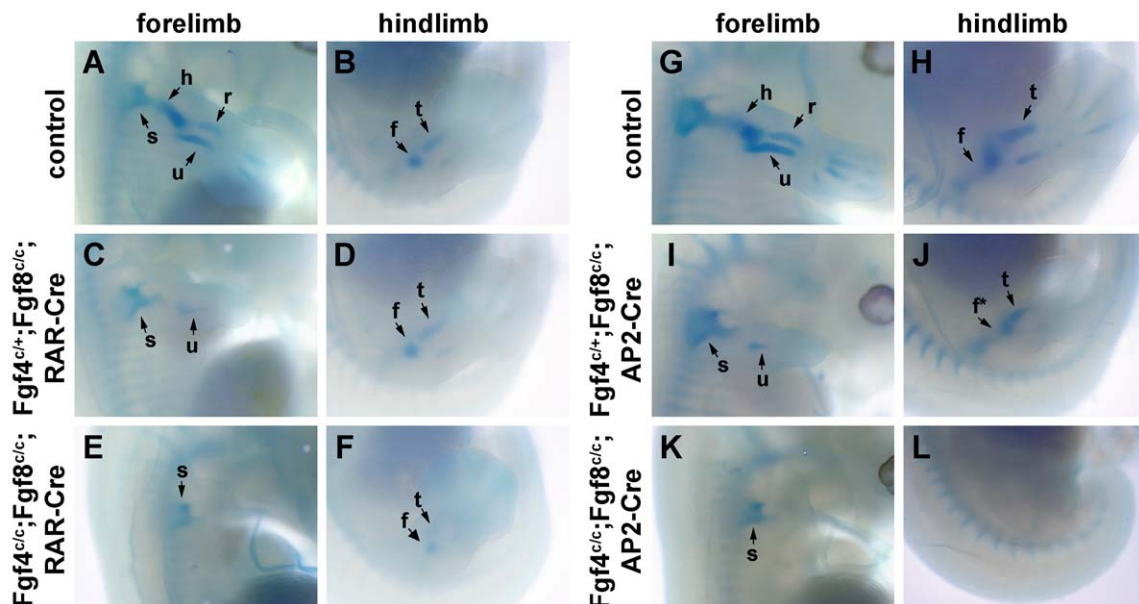 forelimb hindlimb forelimb hindlimb
control
A
h
r
s
u
B
t
f
control
G
h
r
u
H
t
f
Fgf4c/+;Fgf8c/c;
RAR-Cre
C
s
u
D
t
f
Fgf4c/+;Fgf8c/c;
AP2-Cre
I
s
u
J
t
f*
Fgf4c/c;Fgf8c/c;
RAR-Cre
E
s
F
t
f
Fgf4c/c;Fgf8c/c;
AP2-Cre
K
s
L